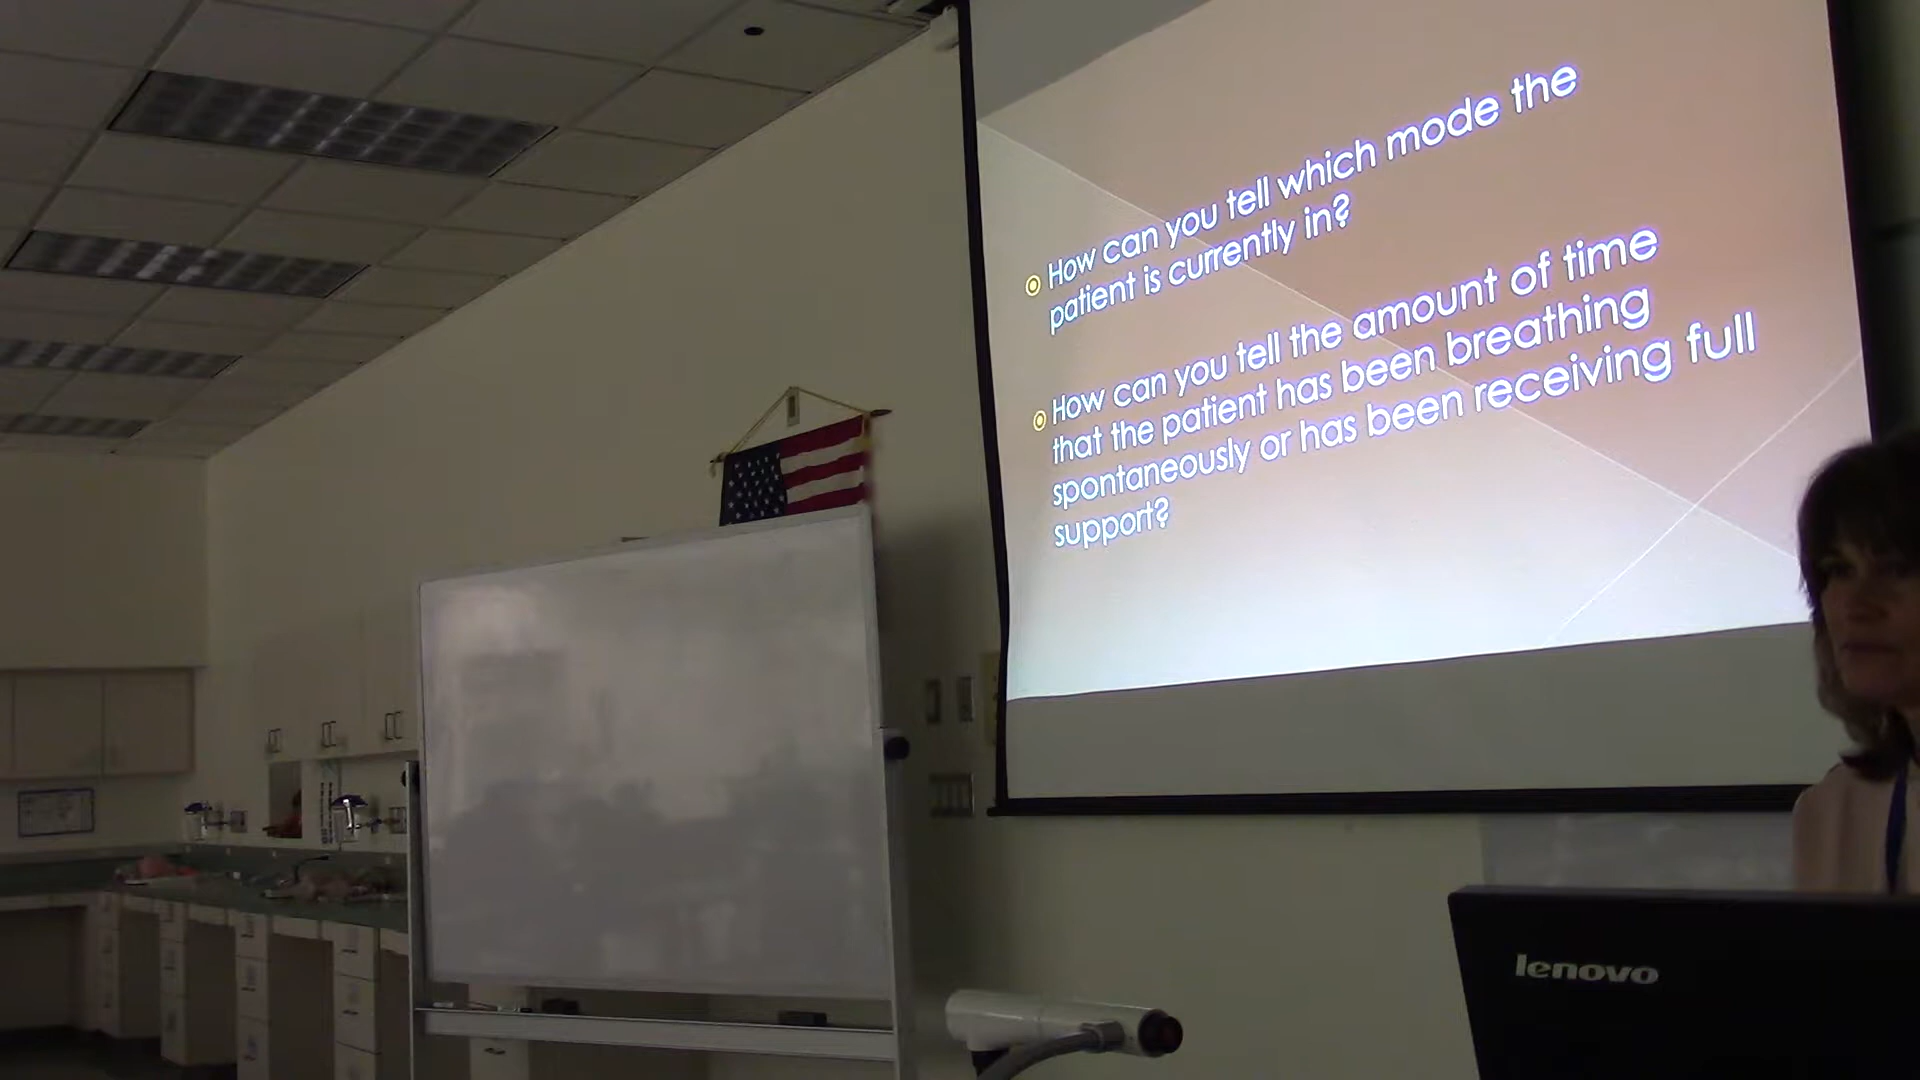 How can you tell which mode the
patient is currently in?
How can you tell the amount of time
that the patient has been breathing
spontaneously or has been receiving full
support?
lenovo